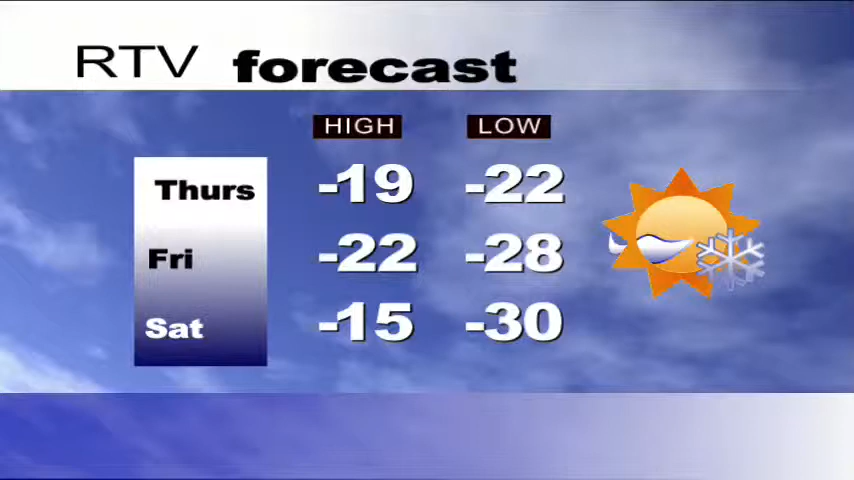 RTV forecast
HIGH LOW
Thurs -19 -22
Fri -22 -28
Sat -15 -30